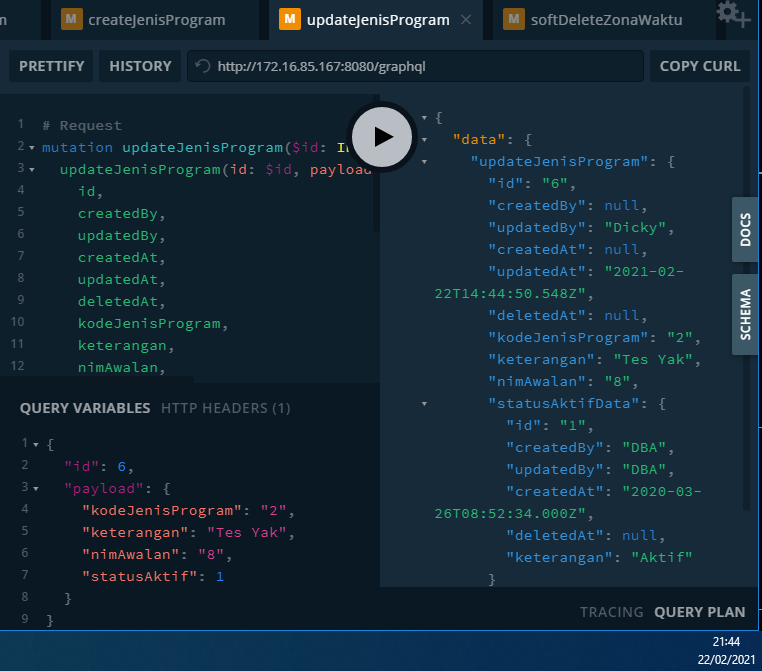 m
M createJenisProgram
M updateJenisProgram ×
M softDeleteZonaWaktu
PRETTIFY HISTORY http://172.16.85.167:8080/graphql COPY CURL
1 # Request
2 mutation updateJenisProgram($id: I
3 updateJenisProgram(id: $id, payload
4 id,
5 createdBy,
6 updatedBy,
7 createdAt,
8 updatedAt,
9 deletedAt,
10 kodeJenisProgram,
11 keterangan,
12 nimAwalan,
QUERY VARIABLES HTTP HEADERS (1)
1 {
2 "id": 6,
3 "payload": {
4 "kodeJenisProgram": "2",
5 "keterangan": "Tes Yak",
6 "nimAwalan": "8",
7 "statusAktif": 1
8 }
9 }
{
"data": {
"updateJenisProgram": {
"id": "6",
"createdBy": null,
"updatedBy": "Dicky",
"createdAt": null,
"updatedAt": "2021-02-
22T14:44:50.548Z",
"deletedAt": null,
"kodeJenisProgram": "2",
"keterangan": "Tes Yak",
"nimAwalan": "8",
"statusAktifData": {
"id": "1",
"createdBy": "DBA",
"updatedBy": "DBA",
"createdAt": "2020-03-
26T08:52:34.000Z",
"deletedAt": null,
"keterangan": "Aktif"
}
DOCS
SCHEMA
TRACING QUERY PLAN
21:44
22/02/2021